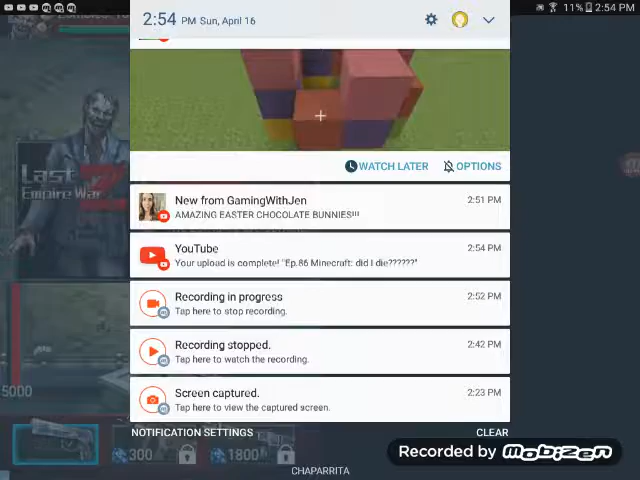 11% 2:54 PM
2:54 PM Sun, April 16
WATCH LATER
OPTIONS
New from GamingWithJen
2:51 PM
AMAZING EASTER CHOCOLATE BUNNIES!!!
YouTube
2:54 PM
Your upload is complete! "Ep.86 Minecraft: did I die??????"
Recording in progress
2:52 PM
Tap here to stop recording.
Recording stopped.
2:42 PM
Tap here to watch the recording.
Screen captured.
2:23 PM
Tap here to view the captured screen.
NOTIFICATION SETTINGS
CLEAR
CHAPARRITA
Last
Empire War Z
5000
300
1800
Recorded by Mobizen